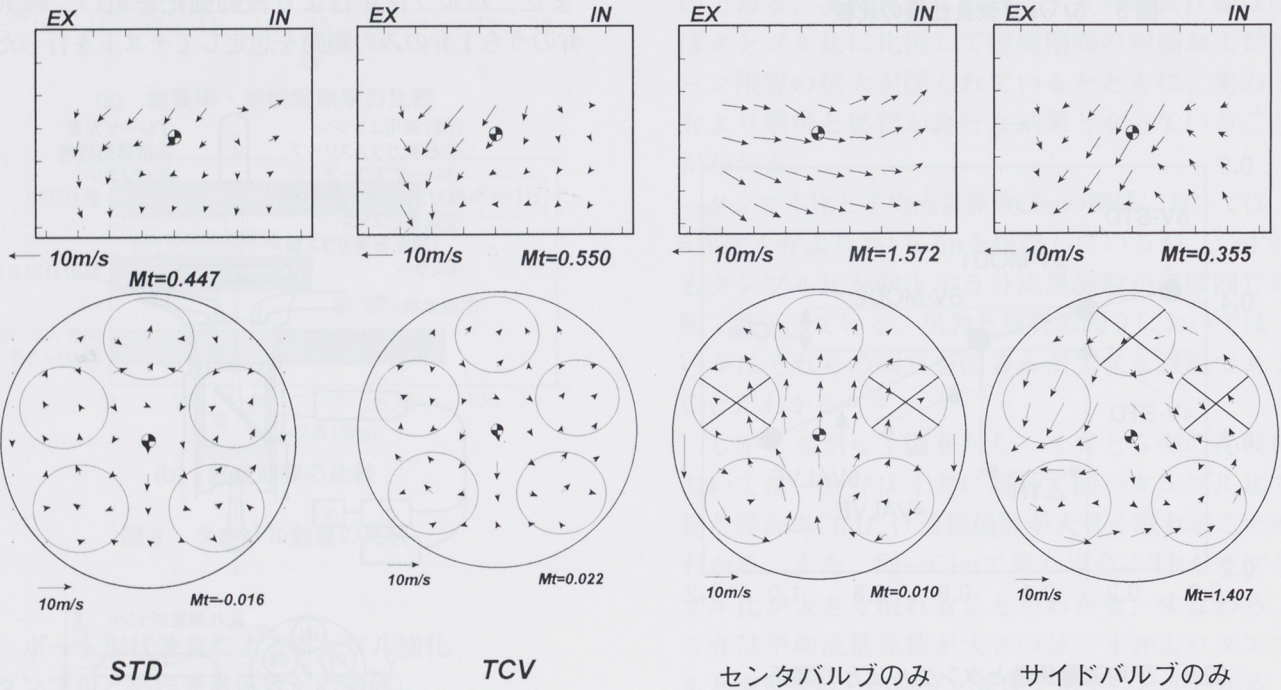 EX IN EX IN EX IN EX IN
10m/s 10m/s 10m/s 10m/s
Mt=0.447 Mt=0.550 Mt=1.572 Mt=0.355
10m/s 10m/s 10m/s 10m/s
Mt=-0.016 Mt=0.022 Mt=0.010 Mt=1.407
STD TCV センタバルブのみ サイドバルブのみ